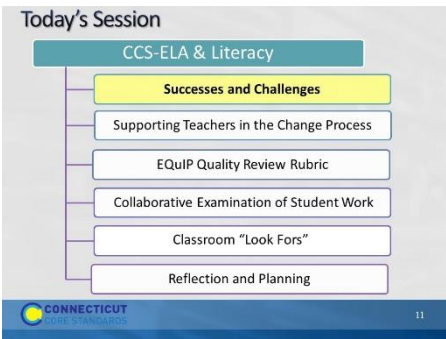 Today's Session
CCS-ELA & Literacy
Successes and Challenges
Supporting Teachers in the Change Process
EQuIP Quality Review Rubric
Collaborative Examination of Student Work
Classroom "Look Fors"
Reflection and Planning
CONNECTICUT
CORE STANDARDS
11